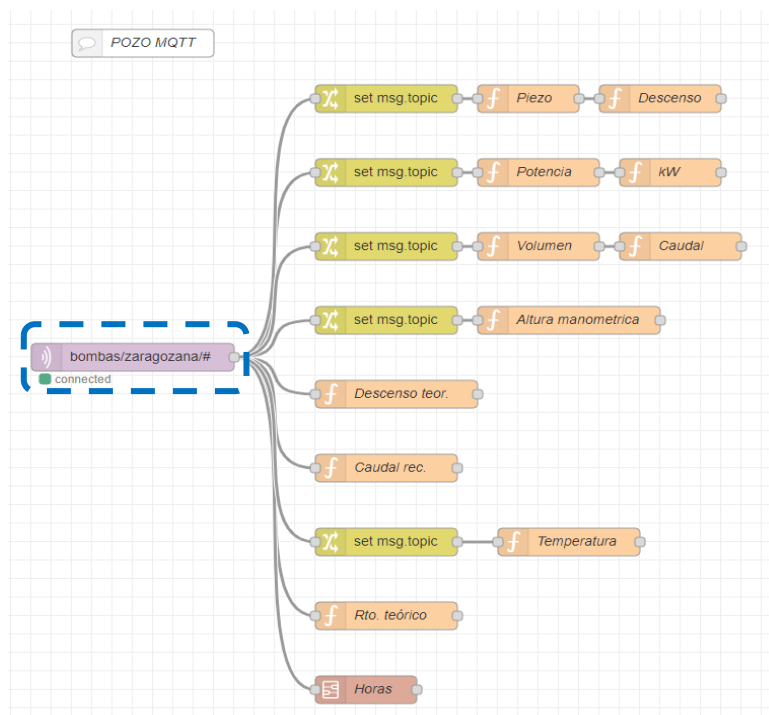 POZO MQTT
set msg.topic
Piezo
Descenso
set msg.topic
Potencia
kW
set msg.topic
Volumen
Caudal
set msg.topic
Altura manometrica
bombas/zaragozana/#
connected
Descenso teor.
Caudal rec.
set msg.topic
Temperatura
Rto. teórico
Horas